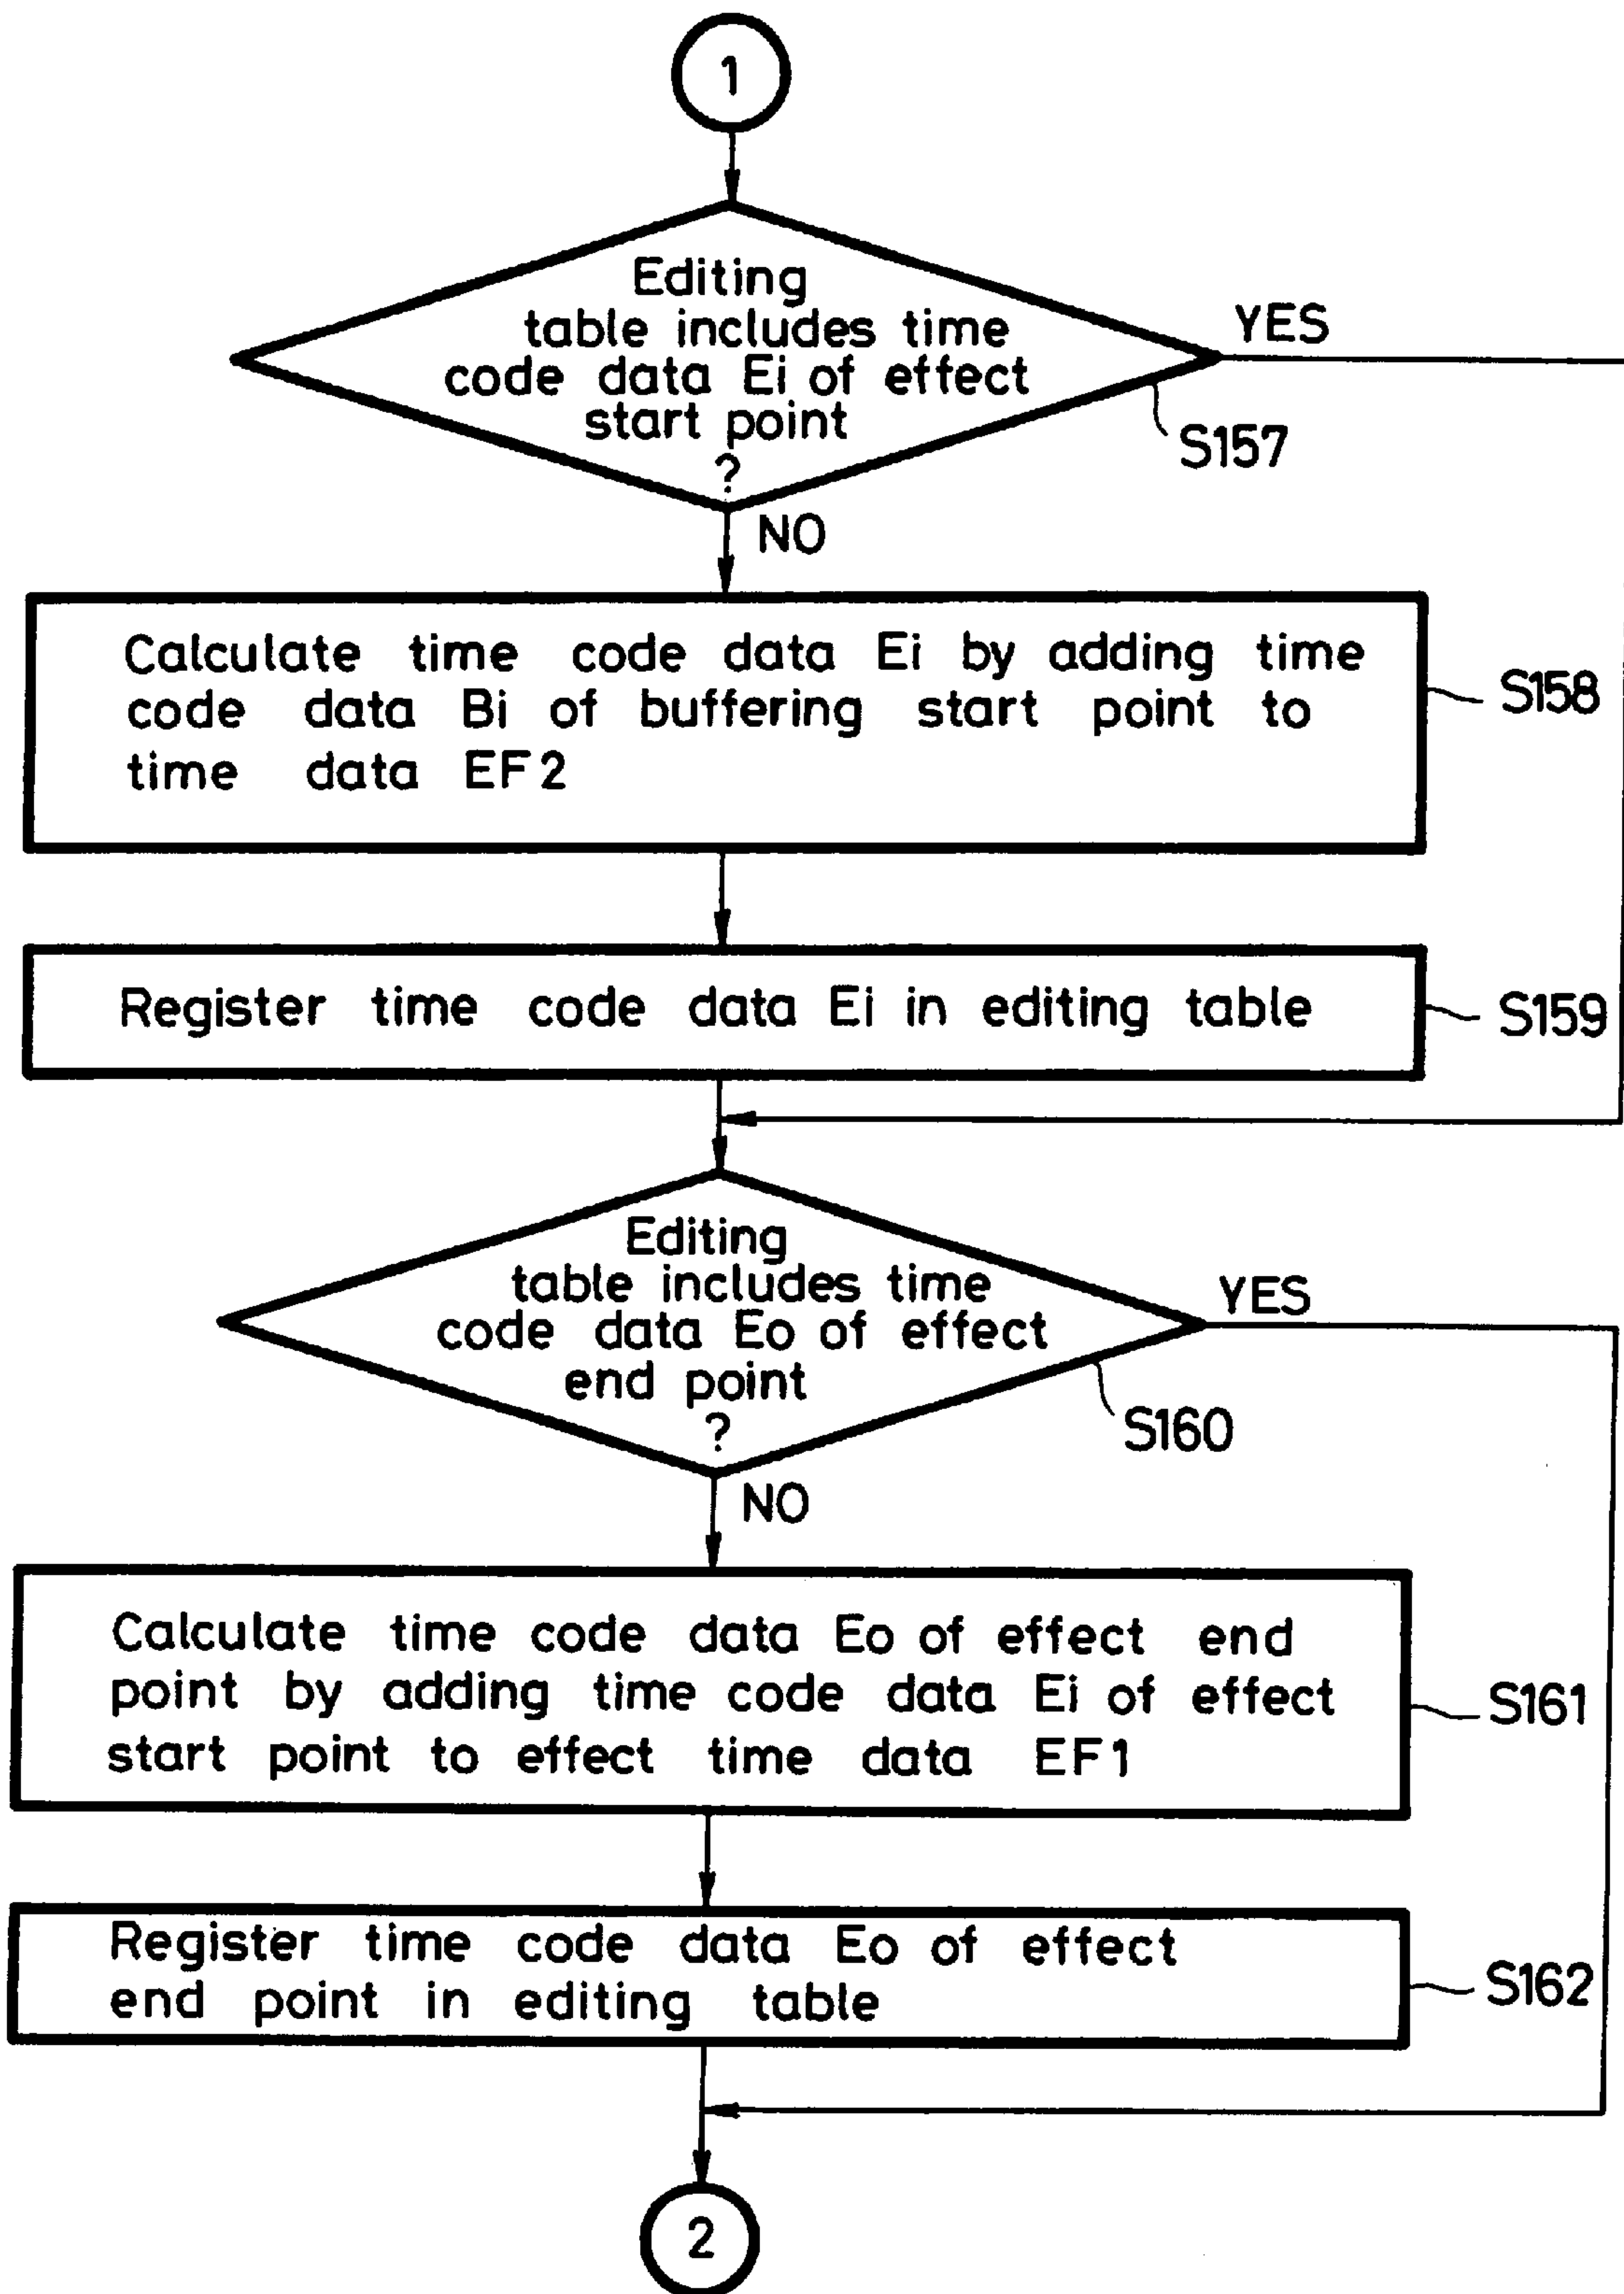 1
Editing
table includes time
code data Ei of effect
start point
?
YES
S157
NO
Calculate time code data Ei by adding time
code data Bi of buffering start point to
time data EF2
S158
Register time code data Ei in editing table
S159
Editing
table includes time
code data Eo of effect
end point
?
YES
S160
NO
Calculate time code data Eo of effect end
point by adding time code data Ei of effect
start point to effect time data EF1
S161
Register time code data Eo of effect
end point in editing table
S162
2